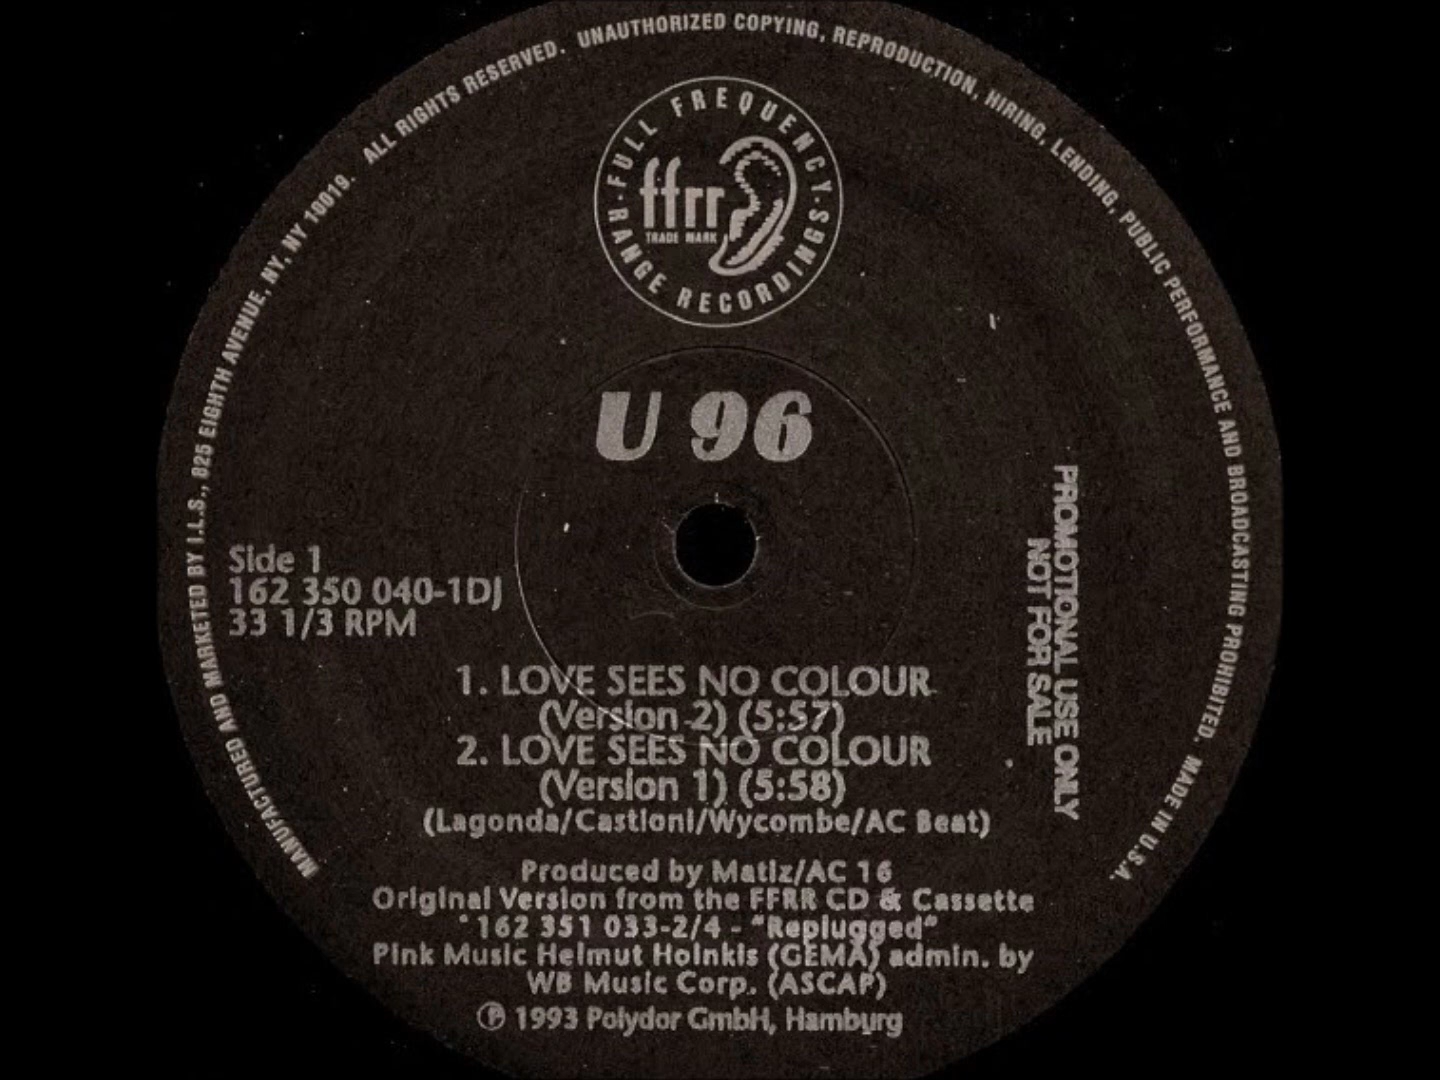 MANUFACTURED AND MARKETED BY I.L.S., 825 EIGHTH AVENUE, NY, NY 10019. ALL RIGHTS RESERVED. UNAUTHORIZED COPYING, REPRODUCTION, HIRING, LENDING, PUBLIC PERFORMANCE AND BROADCASTING PROHIBITED. MADE IN U.S.A.
FULL FREQUENCY
ffrr
TRADE MARK
RANGE RECORDINGS
U 96
PROMOTIONAL USE ONLY
NOT FOR SALE
Side 1
162 350 040-1DJ
33 1/3 RPM
1. LOVE SEES NO COLOUR
(Version 2) (5:57)
2. LOVE SEES NO COLOUR
(Version 1) (5:58)
(Lagonda/Castioni/Wycombe/AC Beat)
Produced by Matiz/AC 16
Original Version from the FFRR CD & Cassette
162 351 033-2/4 - "Replugged"
Pink Music Helmut Hoinkis (GEMA) admin. by
WB Music Corp. (ASCAP)
℗ 1993 Polydor GmbH, Hamburg